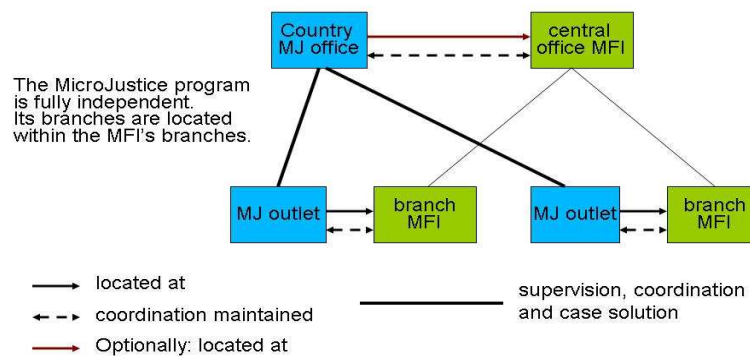 Country
MJ office
central
office MFI
The MicroJustice program
is fully independent.
Its branches are located
within the MFI's branches.
MJ outlet
branch
MFI
MJ outlet
branch
MFI
located at
coordination maintained
Optionally: located at
supervision, coordination
and case solution